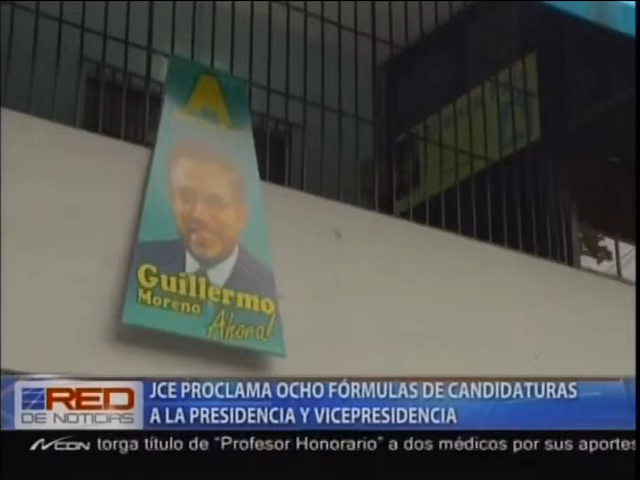 A
Guillermo
Moreno
Ahora!
RED
DE NOTICIAS
JCE PROCLAMA OCHO FÓRMULAS DE CANDIDATURAS
A LA PRESIDENCIA Y VICEPRESIDENCIA
CDN torga título de "Profesor Honorario" a dos médicos por sus aportes